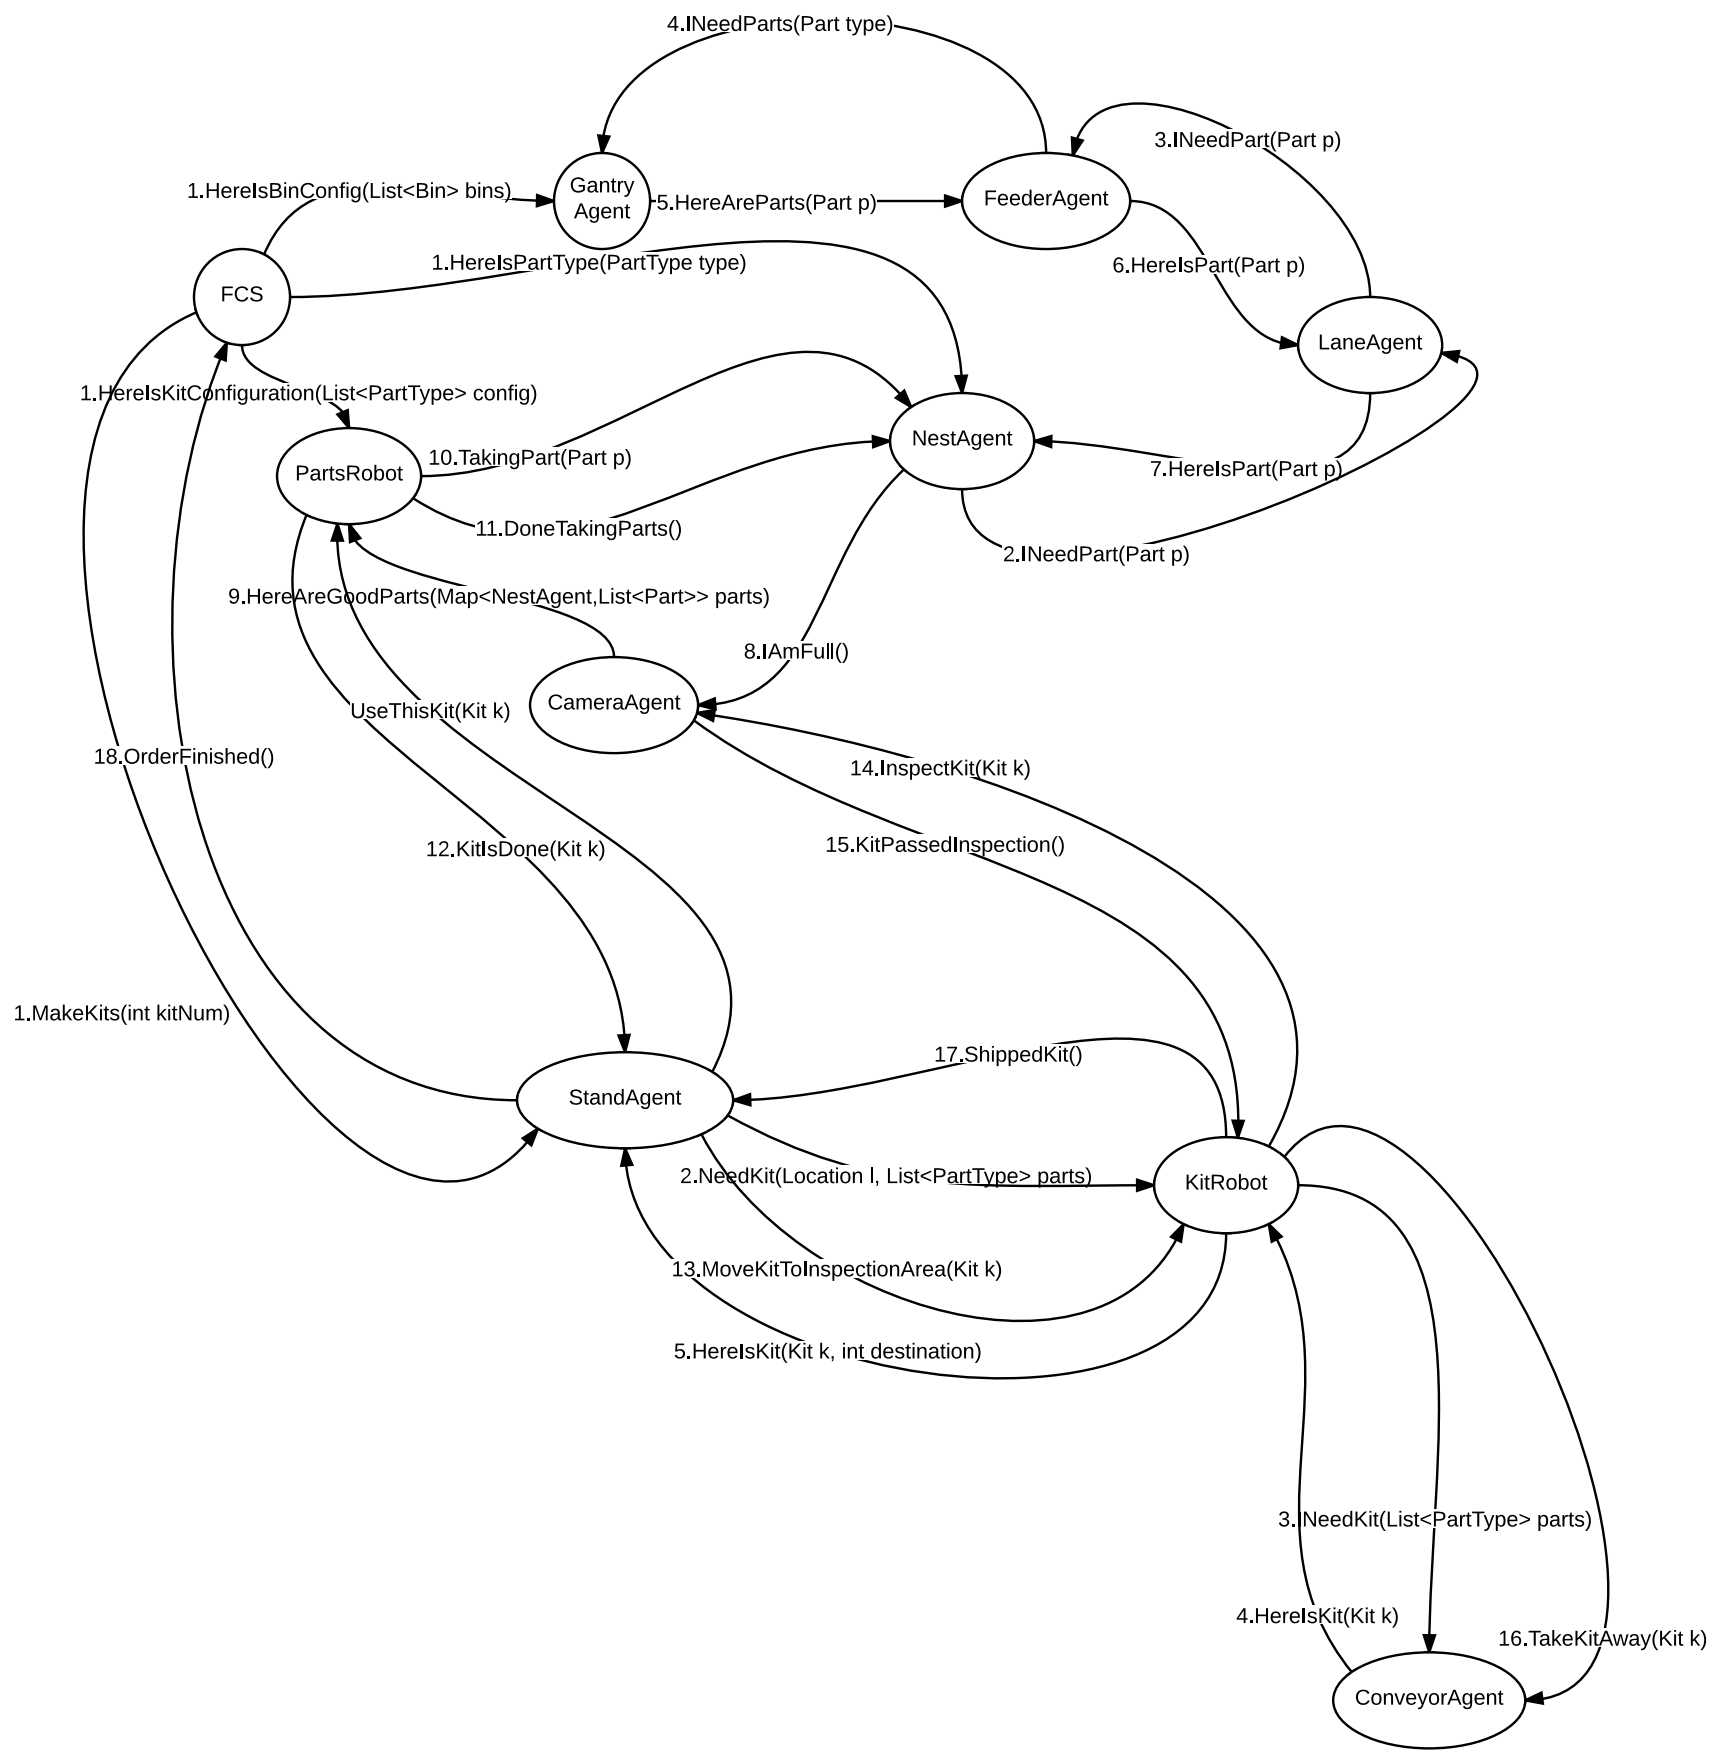 4.INeedParts(Part type)
3.INeedPart(Part p)
1.HereIsBinConfig(List<Bin> bins)
Gantry
Agent
5.HereAreParts(Part p)
FeederAgent
1.HereIsPartType(PartType type)
6.HereIsPart(Part p)
FCS
LaneAgent
1.HereIsKitConfiguration(List<PartType> config)
NestAgent
10.TakingPart(Part p)
7.HereIsPart(Part p)
PartsRobot
11.DoneTakingParts()
2.INeedPart(Part p)
9.HereAreGoodParts(Map<NestAgent,List<Part>> parts)
8.IAmFull()
CameraAgent
UseThisKit(Kit k)
18.OrderFinished()
14.InspectKit(Kit k)
12.KitIsDone(Kit k)
15.KitPassedInspection()
1.MakeKits(int kitNum)
17.ShippedKit()
StandAgent
2.NeedKit(Location l, List<PartType> parts)
KitRobot
13.MoveKitToInspectionArea(Kit k)
5.HereIsKit(Kit k, int destination)
3.INeedKit(List<PartType> parts)
4.HereIsKit(Kit k)
16.TakeKitAway(Kit k)
ConveyorAgent